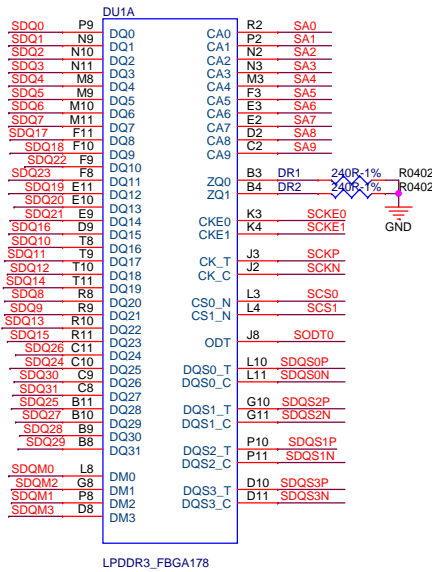 DU1A
SDQ0 P9 DQ0 CA0 R2 SA0
SDQ1 N9 DQ1 CA1 P2 SA1
SDQ2 N10 DQ2 CA2 N2 SA2
SDQ3 N11 DQ3 CA3 N3 SA3
SDQ4 M8 DQ4 CA4 M3 SA4
SDQ5 M9 DQ5 CA5 F3 SA5
SDQ6 M10 DQ6 CA6 E3 SA6
SDQ7 M11 DQ7 CA7 E2 SA7
SDQ17 F11 DQ8 CA8 D2 SA8
SDQ18 F10 DQ9 CA9 C2 SA9
SDQ22 F9 DQ10
SDQ23 F8 DQ11 ZQ0 B3 DR1 240R-1% R0402
SDQ19 E11 DQ12 ZQ1 B4 DR2 240R-1% R0402
SDQ20 E10 DQ13
SDQ21 E9 DQ14 CKE0 K3 SCKE0
SDQ16 D9 DQ15 CKE1 K4 SCKE1
GND
SDQ10 T8 DQ16
SDQ11 T9 DQ17 CK_T J3 SCKP
SDQ12 T10 DQ18 CK_C J2 SCKN
SDQ14 T11 DQ19
SDQ8 R8 DQ20 CS0_N L3 SCS0
SDQ9 R9 DQ21 CS1_N L4 SCS1
SDQ13 R10 DQ22
SDQ15 R11 DQ23 ODT J8 SODT0
SDQ26 C11 DQ24
SDQ24 C10 DQ25 DQS0_T L10 SDQS0P
SDQ30 C9 DQ26 DQS0_C L11 SDQS0N
SDQ31 C8 DQ27
SDQ25 B11 DQ28 DQS1_T G10 SDQS2P
SDQ27 B10 DQ29 DQS1_C G11 SDQS2N
SDQ28 B9 DQ30
SDQ29 B8 DQ31 DQS2_T P10 SDQS1P
DQS2_C P11 SDQS1N
SDQM0 L8 DM0
SDQM2 G8 DM1 DQS3_T D10 SDQS3P
SDQM1 P8 DM2 DQS3_C D11 SDQS3N
SDQM3 D8 DM3
LPDDR3_FBGA178